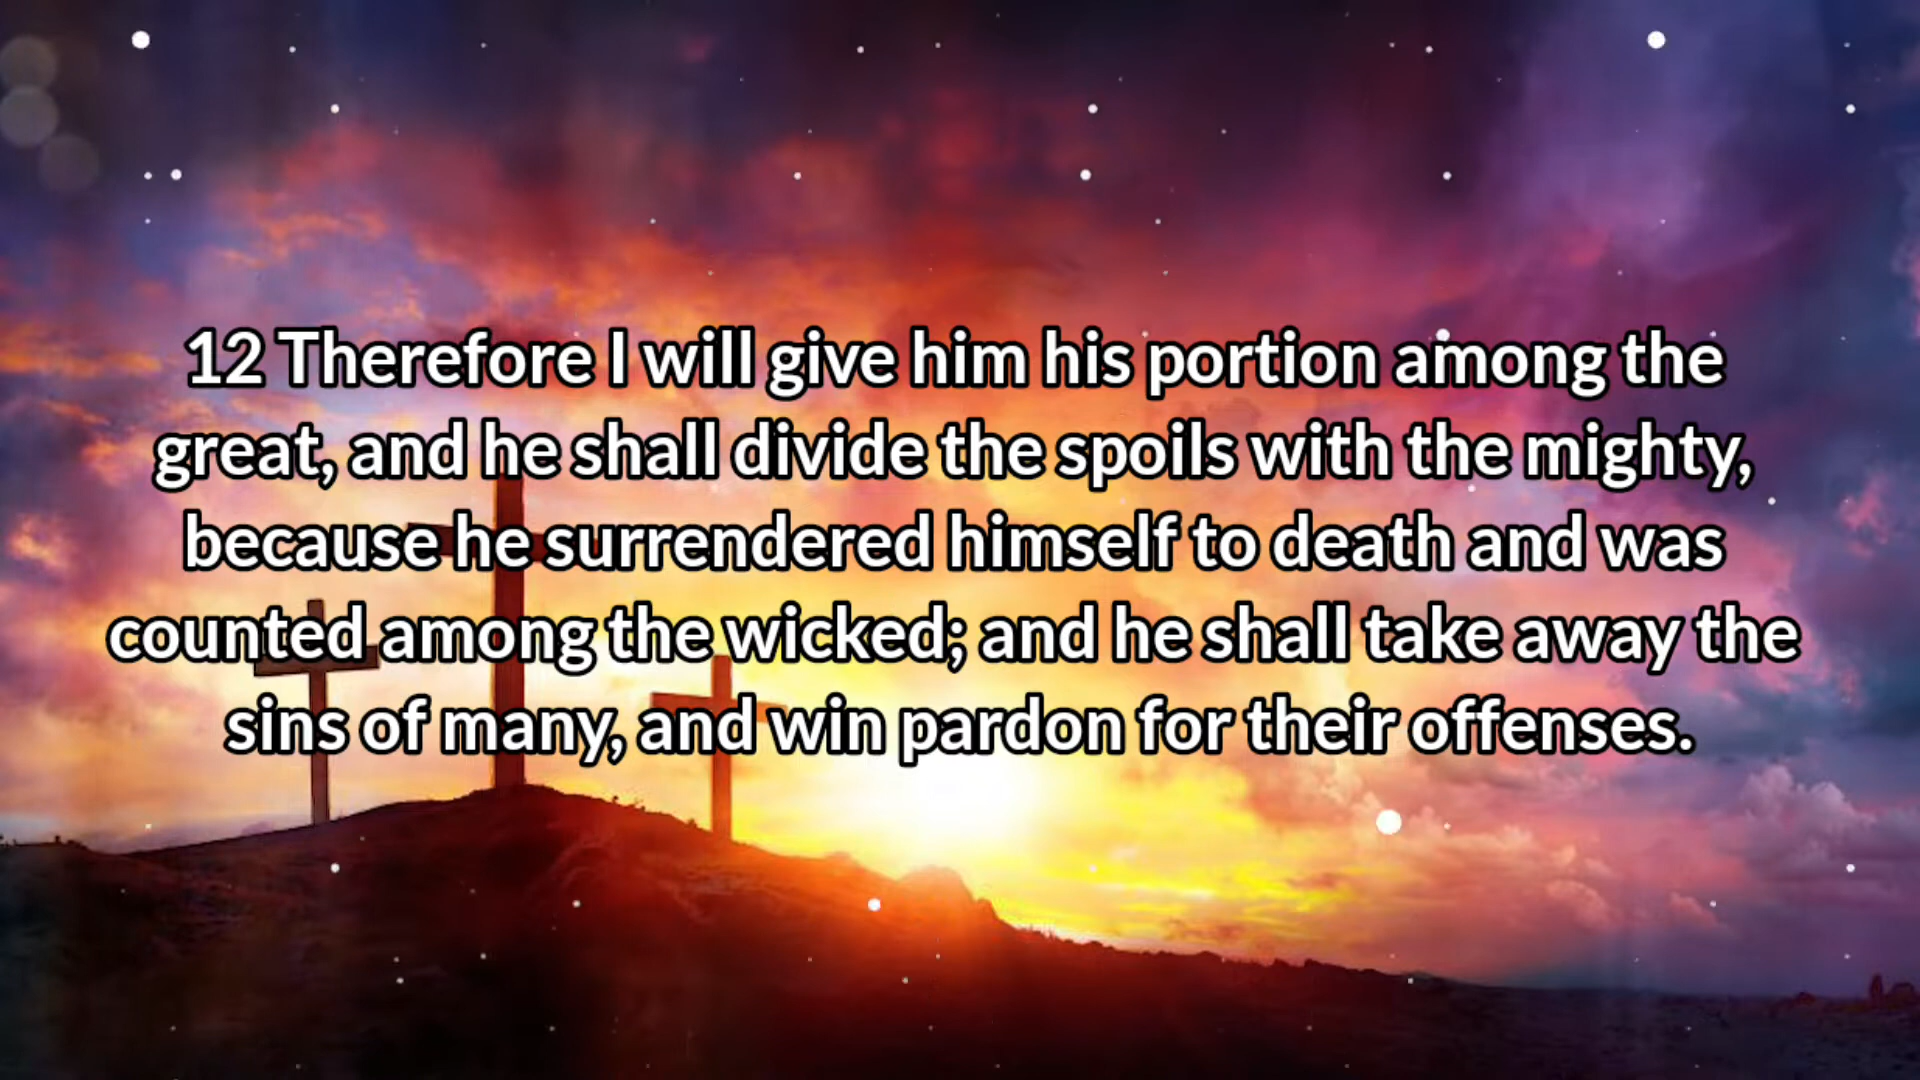 12 Therefore I will give him his portion among the
great, and he shall divide the spoils with the mighty,
because he surrendered himself to death and was
counted among the wicked; and he shall take away the
sins of many, and win pardon for their offenses.